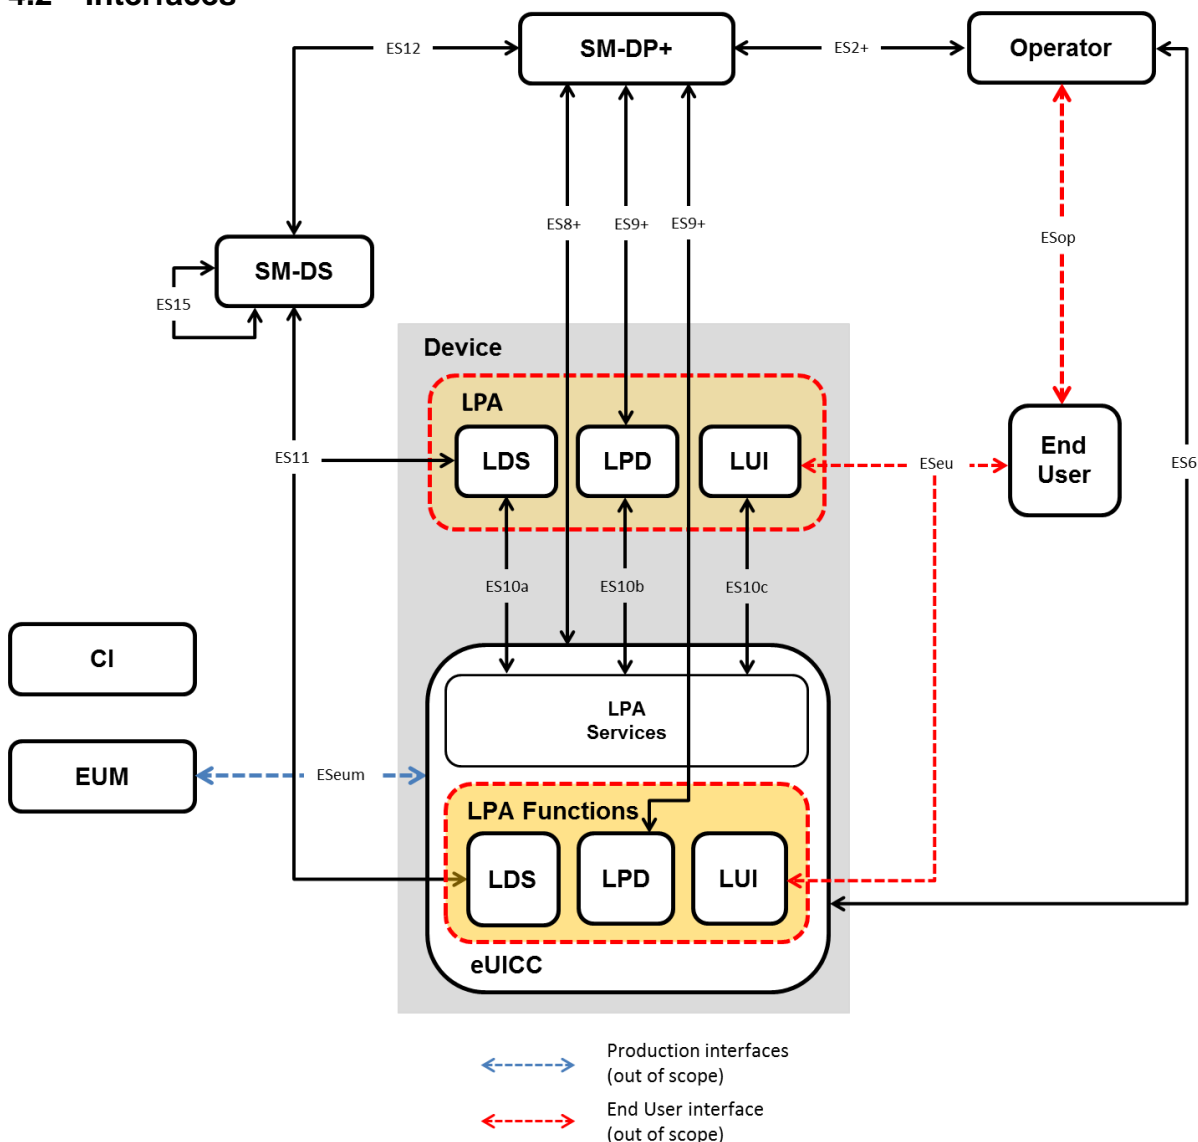 4.2 Interfaces
SM-DP+
Operator
ES12
ES2+
ES8+
ES9+
ES9+
ESop
SM-DS
ES15
Device
LPA
LDS
LPD
LUI
End
User
ES11
ESeu
ES6
ES10a
ES10b
ES10c
CI
LPA
Services
EUM
ESeum
LPA Functions
LDS
LPD
LUI
eUICC
Production interfaces
(out of scope)
End User interface
(out of scope)